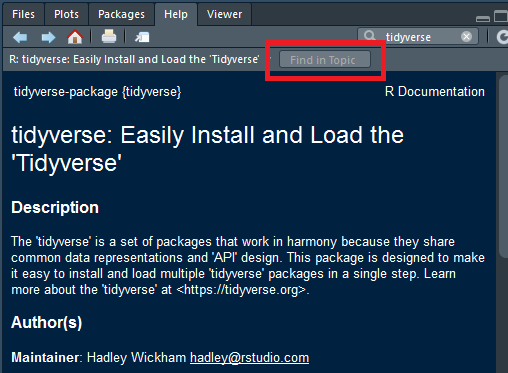 Files Plots Packages Help Viewer
tidyverse
R: tidyverse: Easily Install and Load the 'Tidyverse' Find in Topic
tidyverse-package {tidyverse} R Documentation
tidyverse: Easily Install and Load the
'Tidyverse'
Description
The 'tidyverse' is a set of packages that work in harmony because they share
common data representations and 'API' design. This package is designed to make
it easy to install and load multiple 'tidyverse' packages in a single step. Learn
more about the 'tidyverse' at <https://tidyverse.org>.
Author(s)
Maintainer: Hadley Wickham hadley@rstudio.com